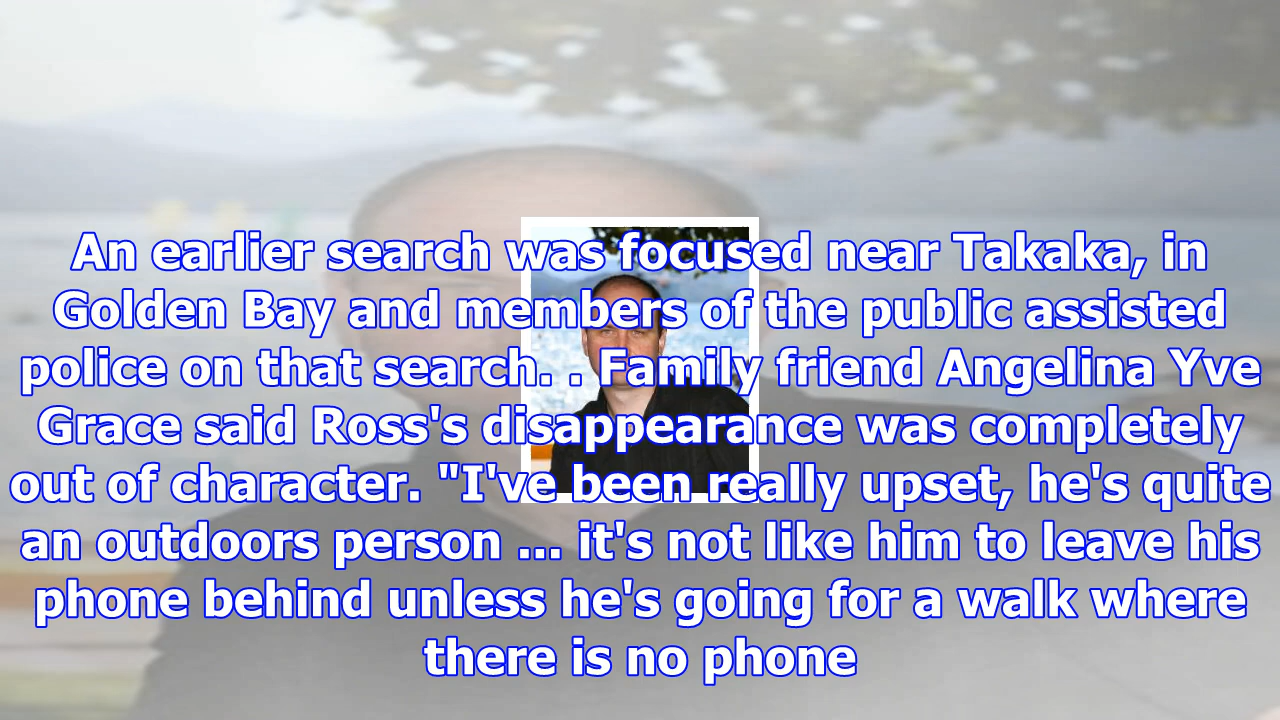 An earlier search was focused near Takaka, in
Golden Bay and members of the public assisted
police on that search. . Family friend Angelina Yve
Grace said Ross's disappearance was completely
out of character. "I've been really upset, he's quite
an outdoors person ... it's not like him to leave his
phone behind unless he's going for a walk where
there is no phone